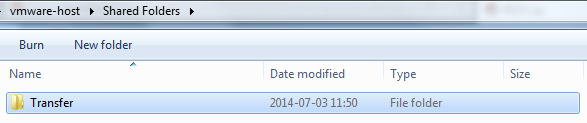 vmware-host Shared Folders
Burn New folder
Name Date modified Type Size
Transfer 2014-07-03 11:50 File folder